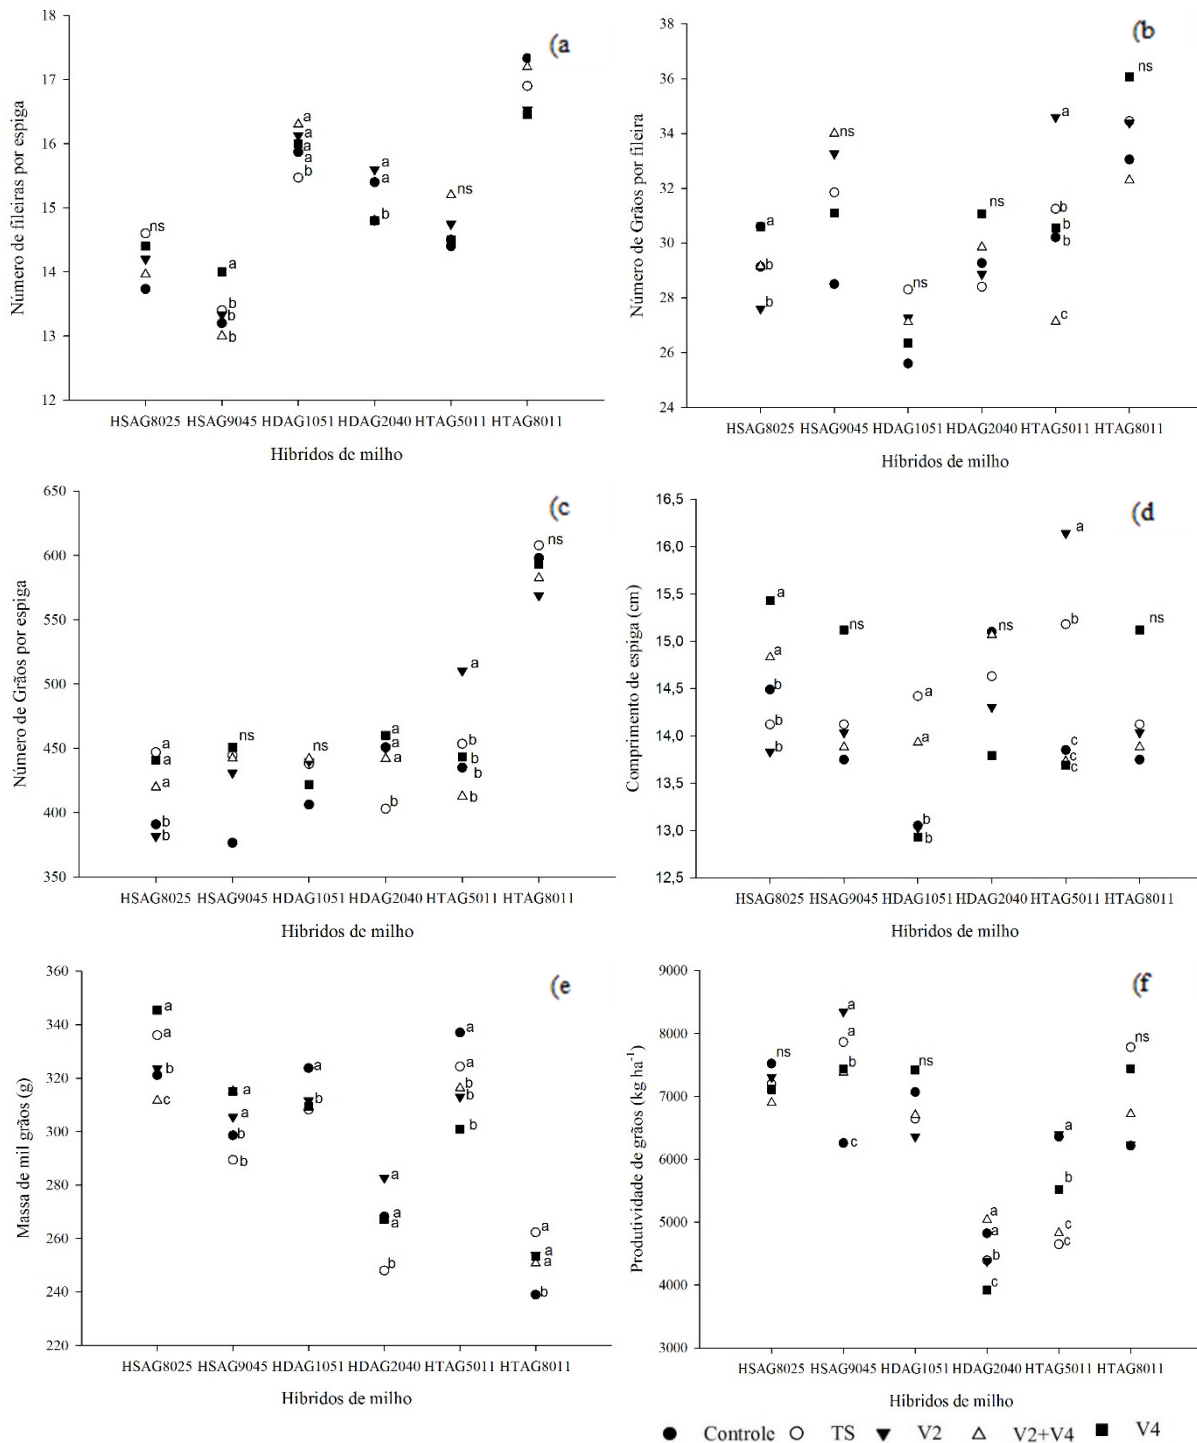 (a
Número de fileiras por espiga
18
17
16
15
14
13
12
ns
a
b
b
b
a
a
a
a
b
a
a
b
ns
HSAG8025 HSAG9045 HDAG1051 HDAG2040 HTAG5011 HTAG8011
Híbridos de milho
(b
Número de Grãos por fileira
38
36
34
32
30
28
26
24
a
b
b
ns
ns
ns
a
b
b
b
c
ns
HSAG8025 HSAG9045 HDAG1051 HDAG2040 HTAG5011 HTAG8011
Híbridos de milho
(c
Número de Grãos por espiga
650
600
550
500
450
400
350
a
a
a
b
b
ns
ns
a
a
a
b
a
b
b
b
b
ns
HSAG8025 HSAG9045 HDAG1051 HDAG2040 HTAG5011 HTAG8011
Híbridos de milho
(d
Comprimento de espiga (cm)
16,5
16,0
15,5
15,0
14,5
14,0
13,5
13,0
12,5
a
a
b
b
b
ns
a
a
b
b
ns
a
b
c
c
c
ns
HSAG8025 HSAG9045 HDAG1051 HDAG2040 HTAG5011 HTAG8011
Híbridos de milho
(e
Massa de mil grãos (g)
360
340
320
300
280
260
240
220
a
a
b
c
a
a
b
b
a
b
a
a
a
b
a
a
b
b
b
a
a
a
b
HSAG8025 HSAG9045 HDAG1051 HDAG2040 HTAG5011 HTAG8011
Híbridos de milho
(f
Produtividade de grãos (kg ha⁻¹)
9000
8000
7000
6000
5000
4000
3000
ns
a
a
b
c
ns
a
a
b
c
a
b
c
c
ns
HSAG8025 HSAG9045 HDAG1051 HDAG2040 HTAG5011 HTAG8011
Híbridos de milho
Controle TS V2 V2+V4 V4